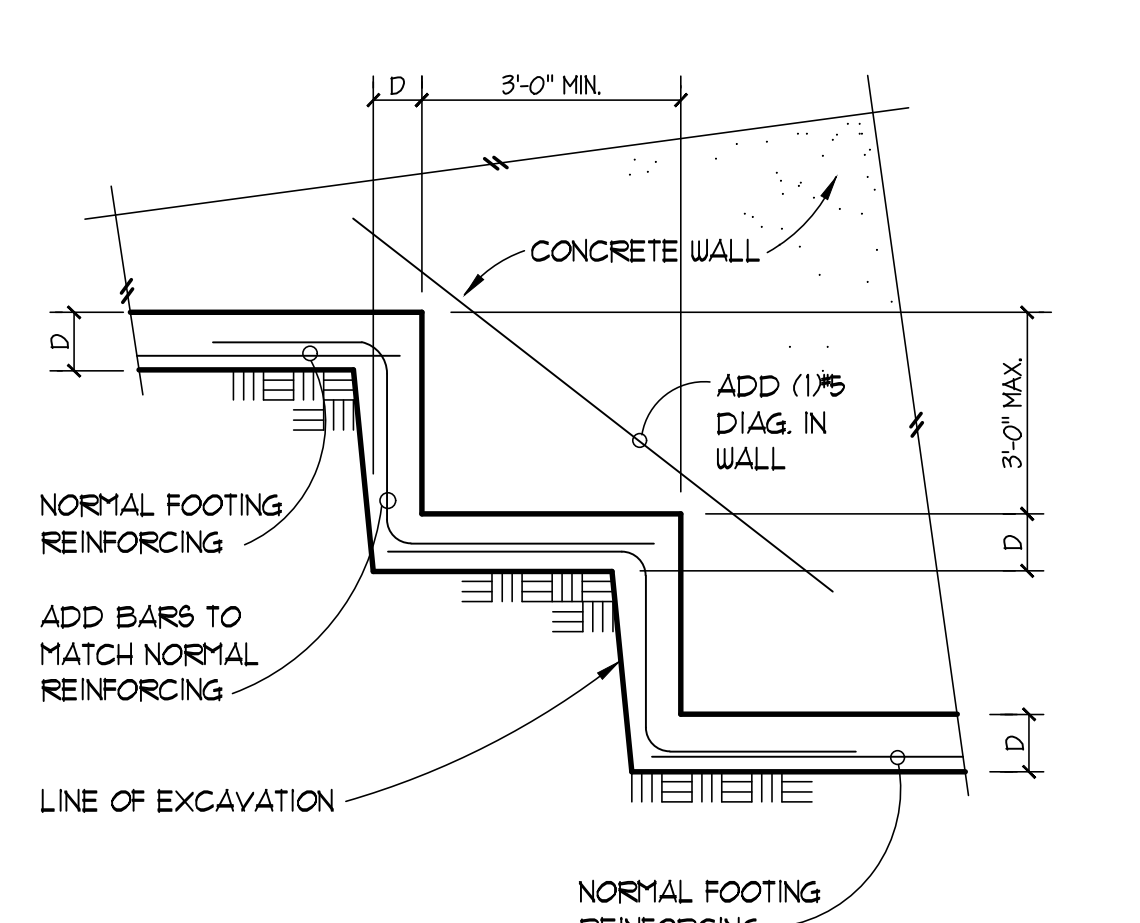 D
3'-0" MIN.
CONCRETE WALL
D
ADD (1)#5
DIAG. IN
WALL
3'-0" MAX.
NORMAL FOOTING
REINFORCING
D
ADD BARS TO
MATCH NORMAL
REINFORCING
D
LINE OF EXCAVATION
NORMAL FOOTING
REINFORCING